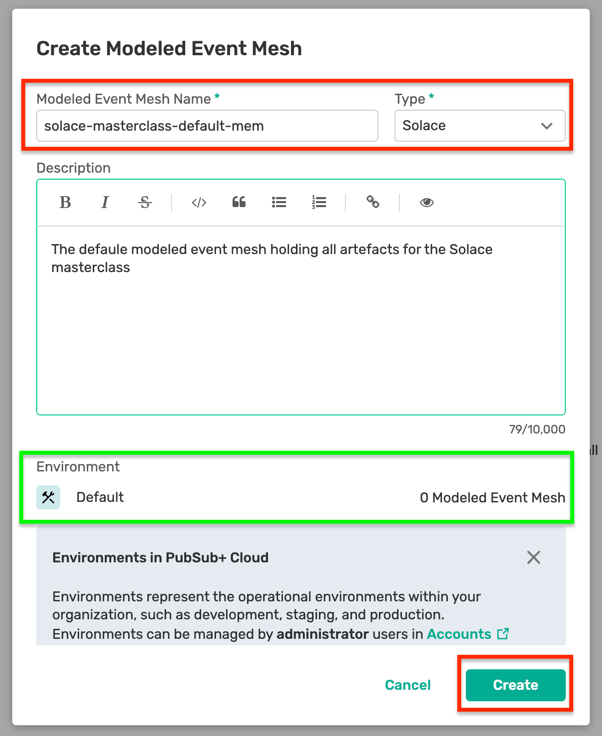 Create Modeled Event Mesh
Modeled Event Mesh Name * Type *
solace-masterclass-default-mem Solace
Description
B I S
The defaule modeled event mesh holding all artefacts for the Solace
masterclass
79/10,000
Environment
Default 0 Modeled Event Mesh
Environments in PubSub+ Cloud
Environments represent the operational environments within your
organization, such as development, staging, and production.
Environments can be managed by administrator users in Accounts
Cancel Create